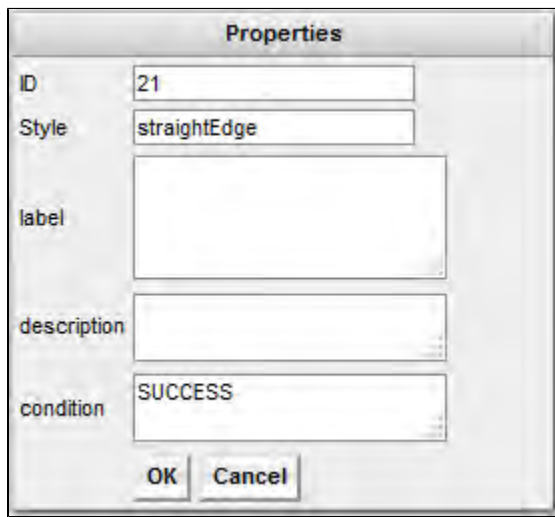 Properties
ID 21
Style straightEdge
label
description
condition SUCCESS
OK Cancel